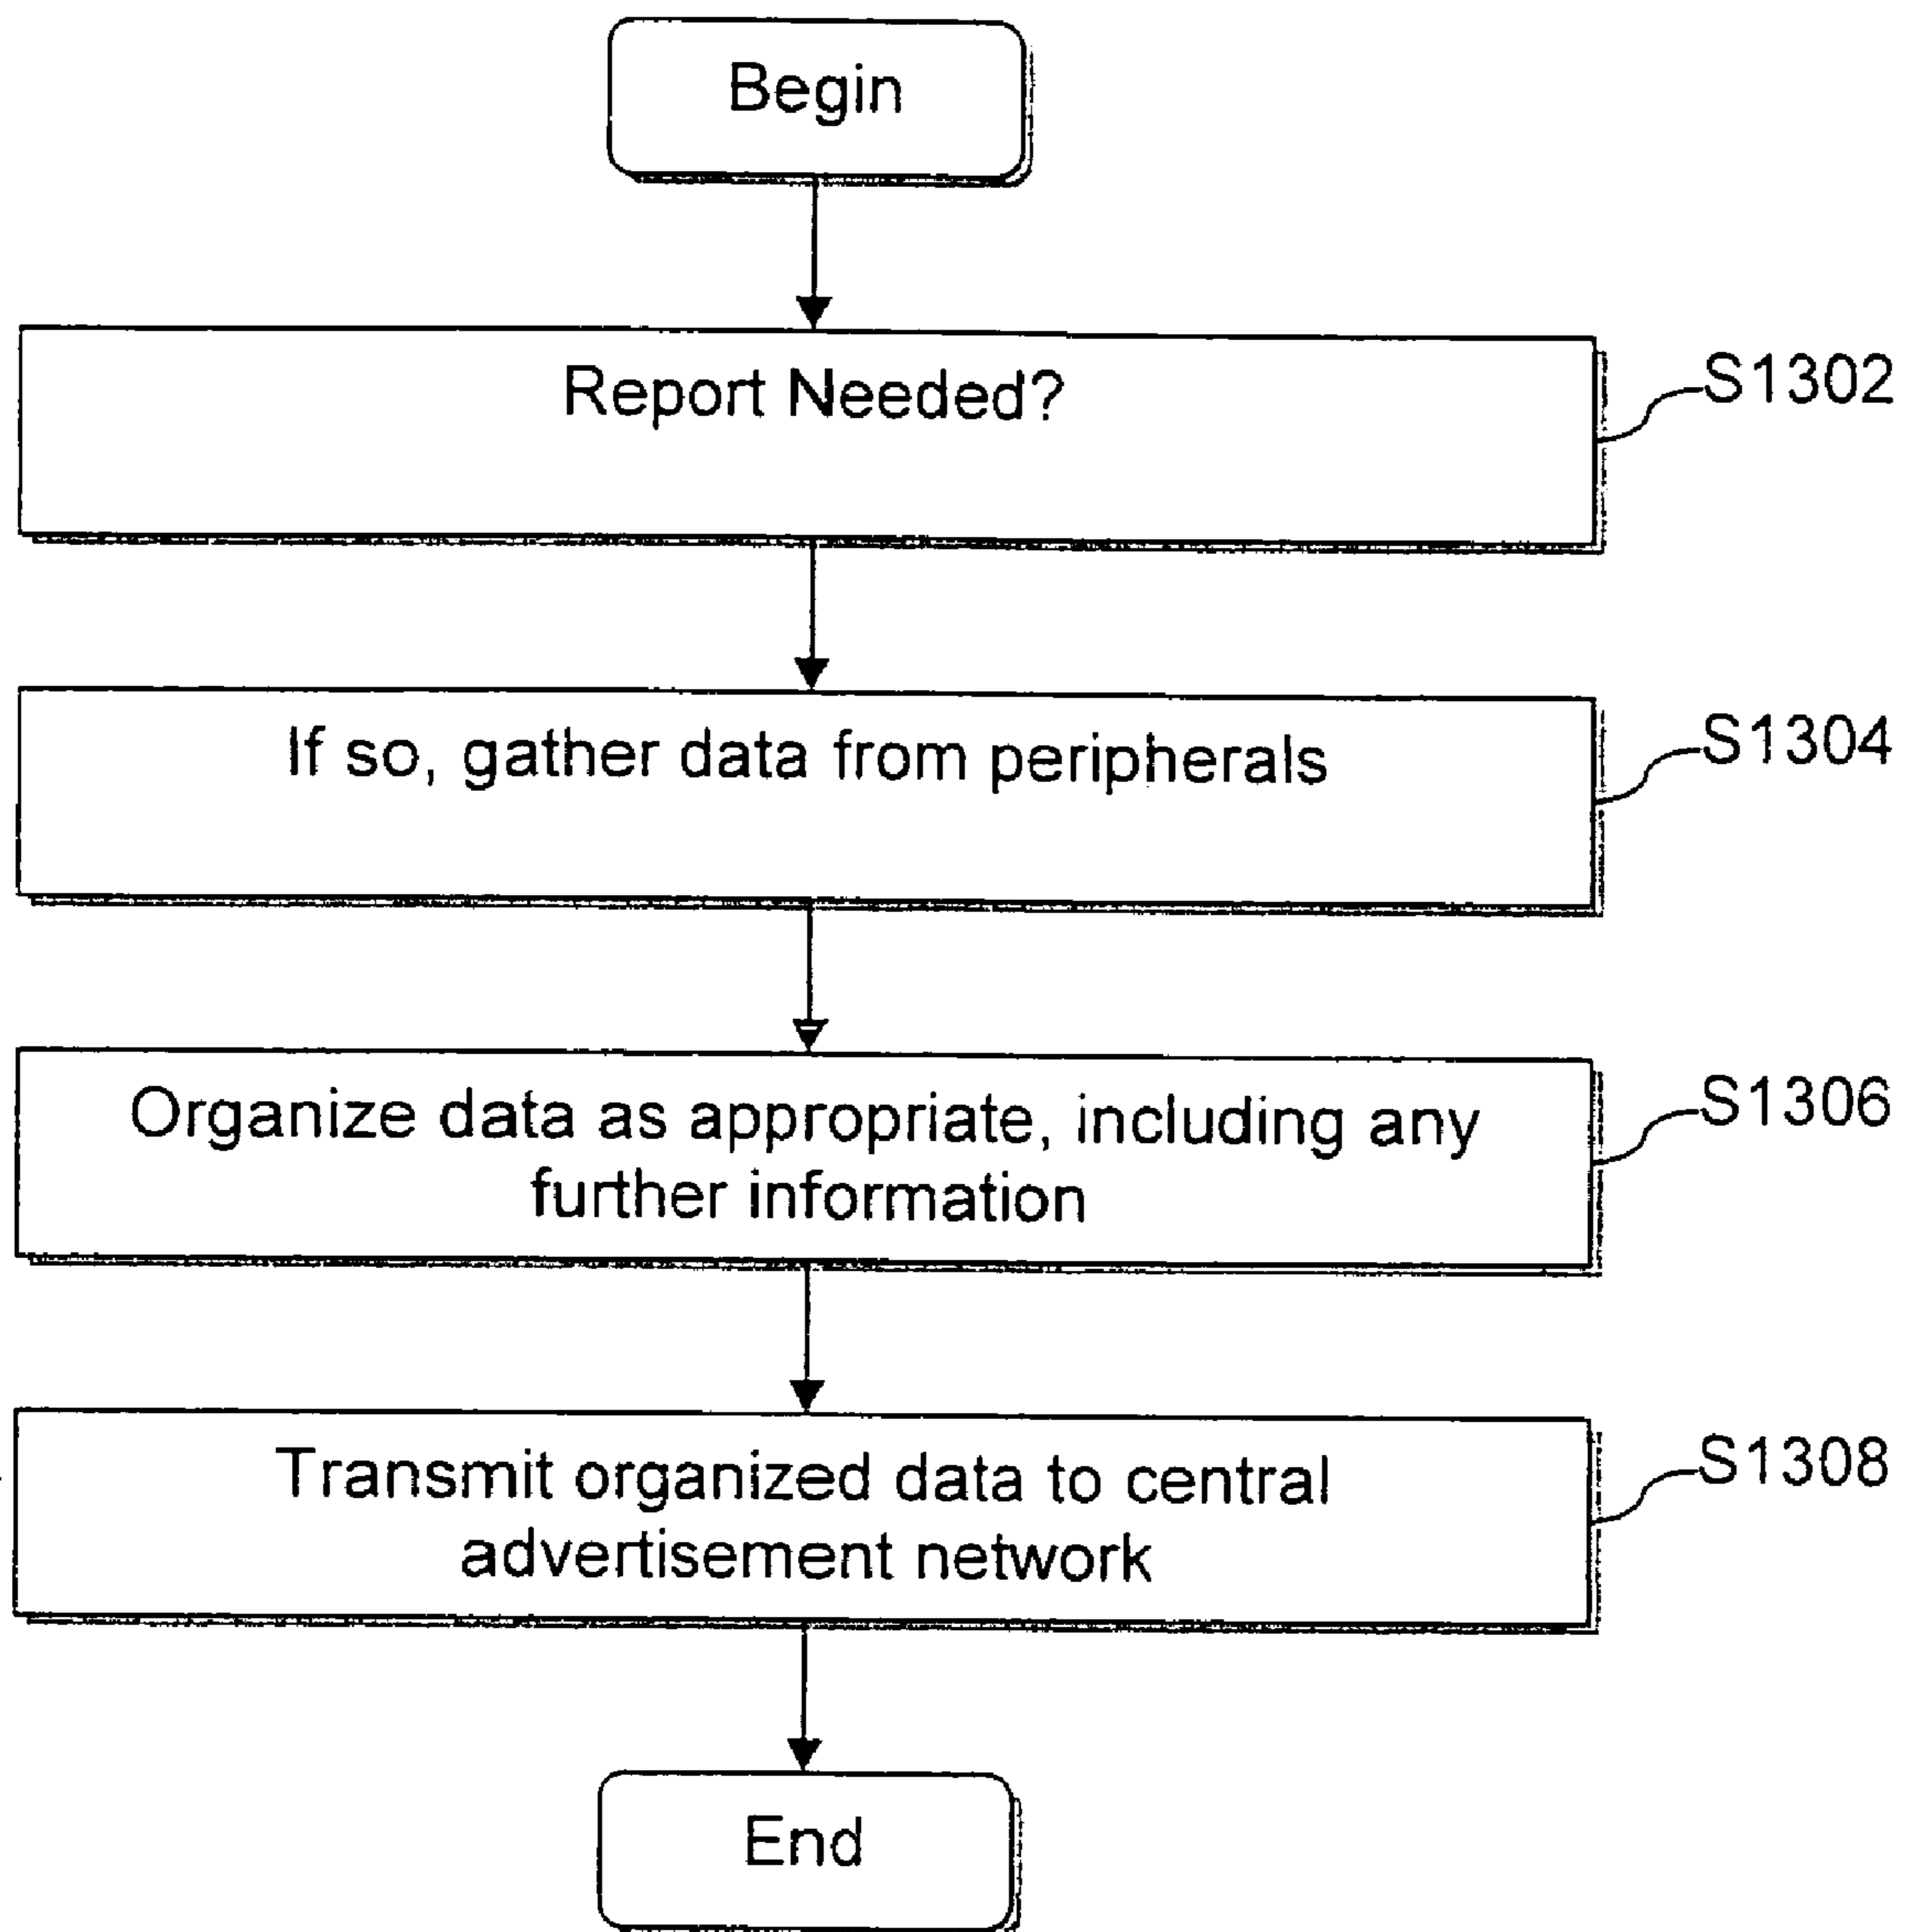 Begin
Report Needed?
S1302
If so, gather data from peripherals
S1304
Organize data as appropriate, including any
further information
S1306
Transmit organized data to central
advertisement network
S1308
End